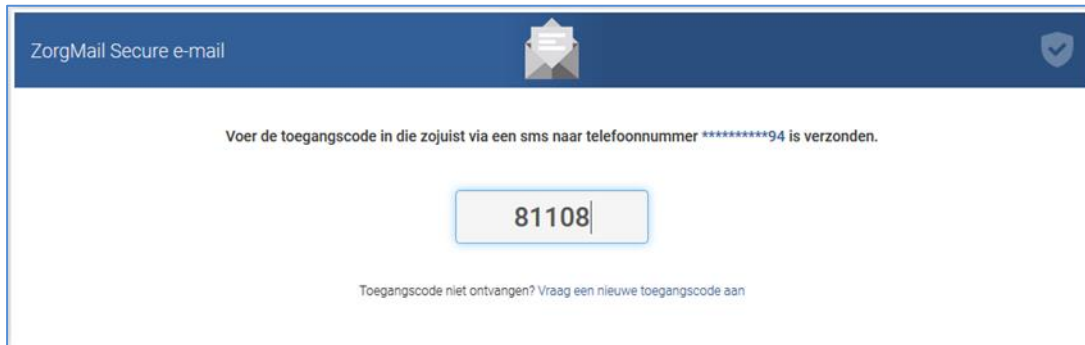 ZorgMail Secure e-mail
Voer de toegangscode in die zojuist via een sms naar telefoonnummer **********94 is verzonden.
81108
Toegangscode niet ontvangen? Vraag een nieuwe toegangscode aan